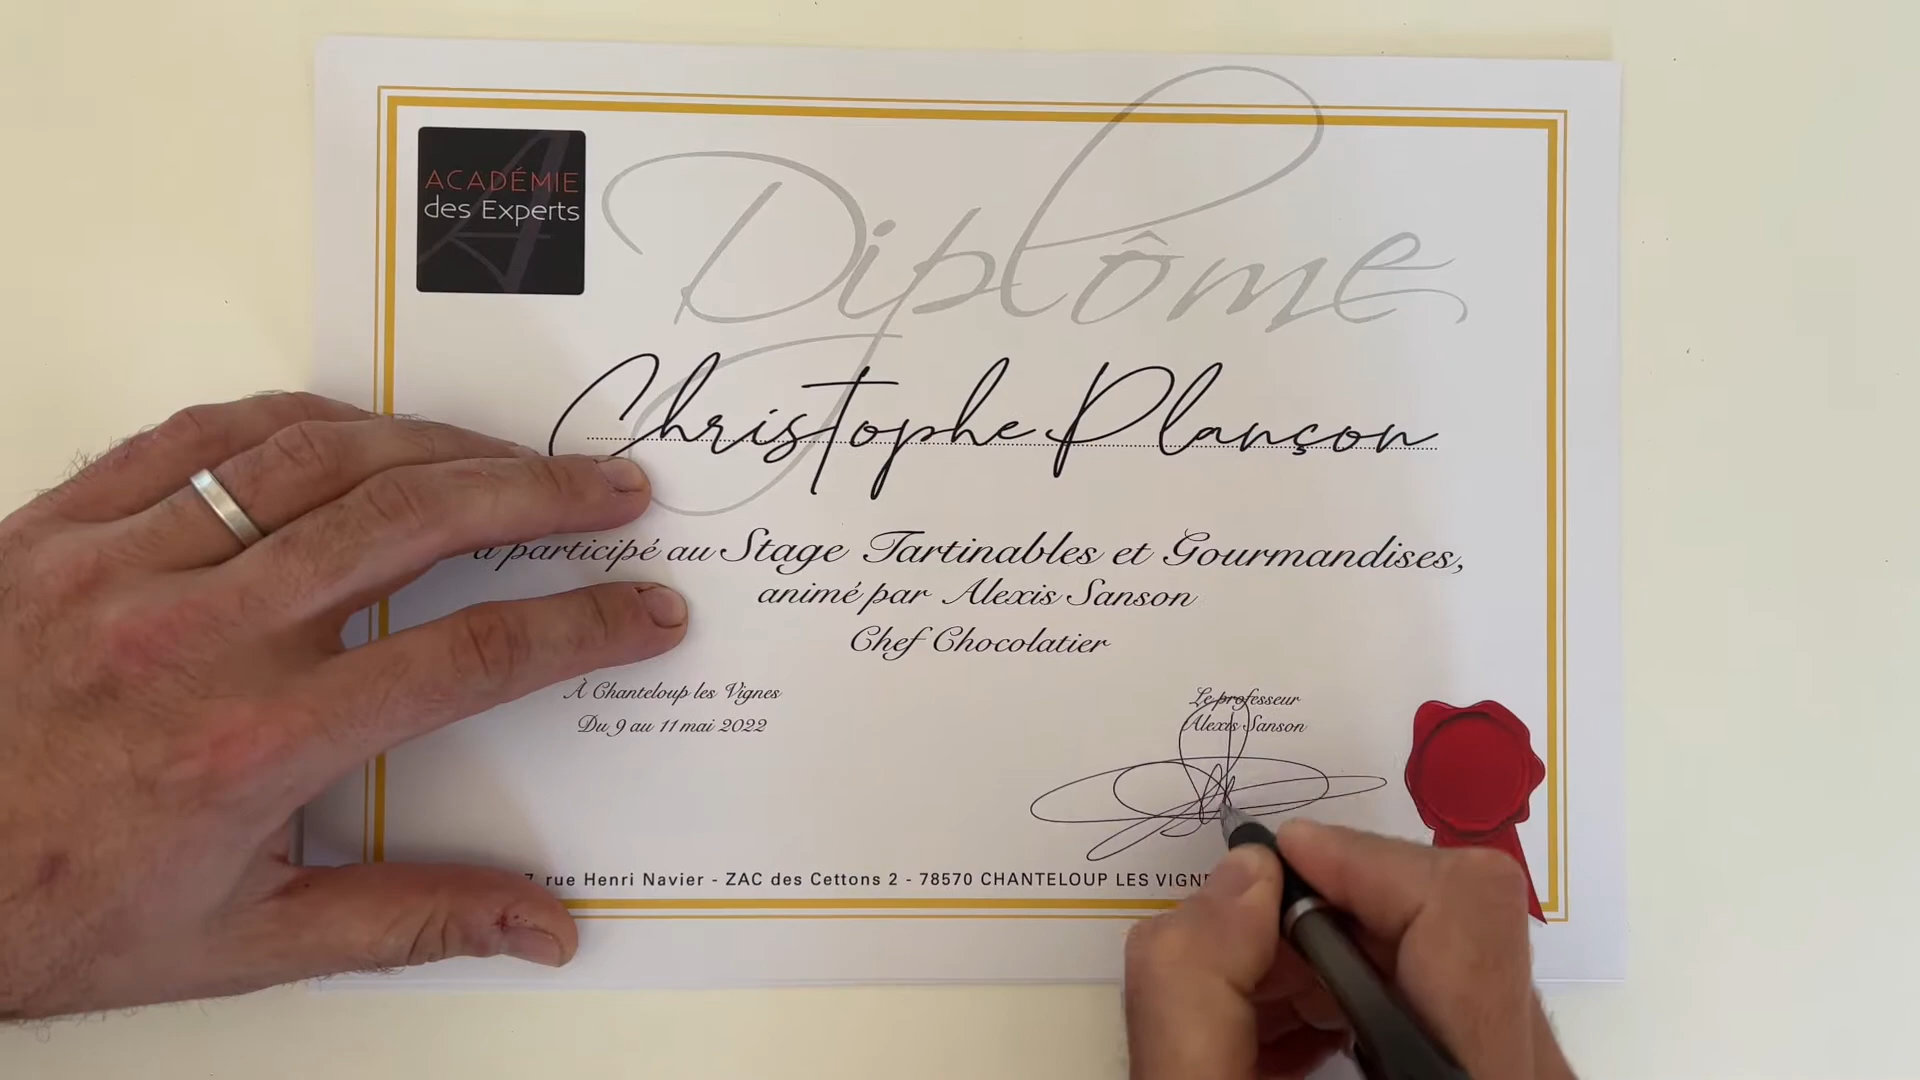 ACADÉMIE
des Experts
Diplôme
Christophe Plançon
a participé au Stage Tartinables et Gourmandises,
animé par Alexis Sanson
Chef Chocolatier
À Chanteloup les Vignes
Du 9 au 11 mai 2022
Le professeur
Alexis Sanson
7 rue Henri Navier - ZAC des Cettons 2 - 78570 CHANTELOUP LES VIGNE